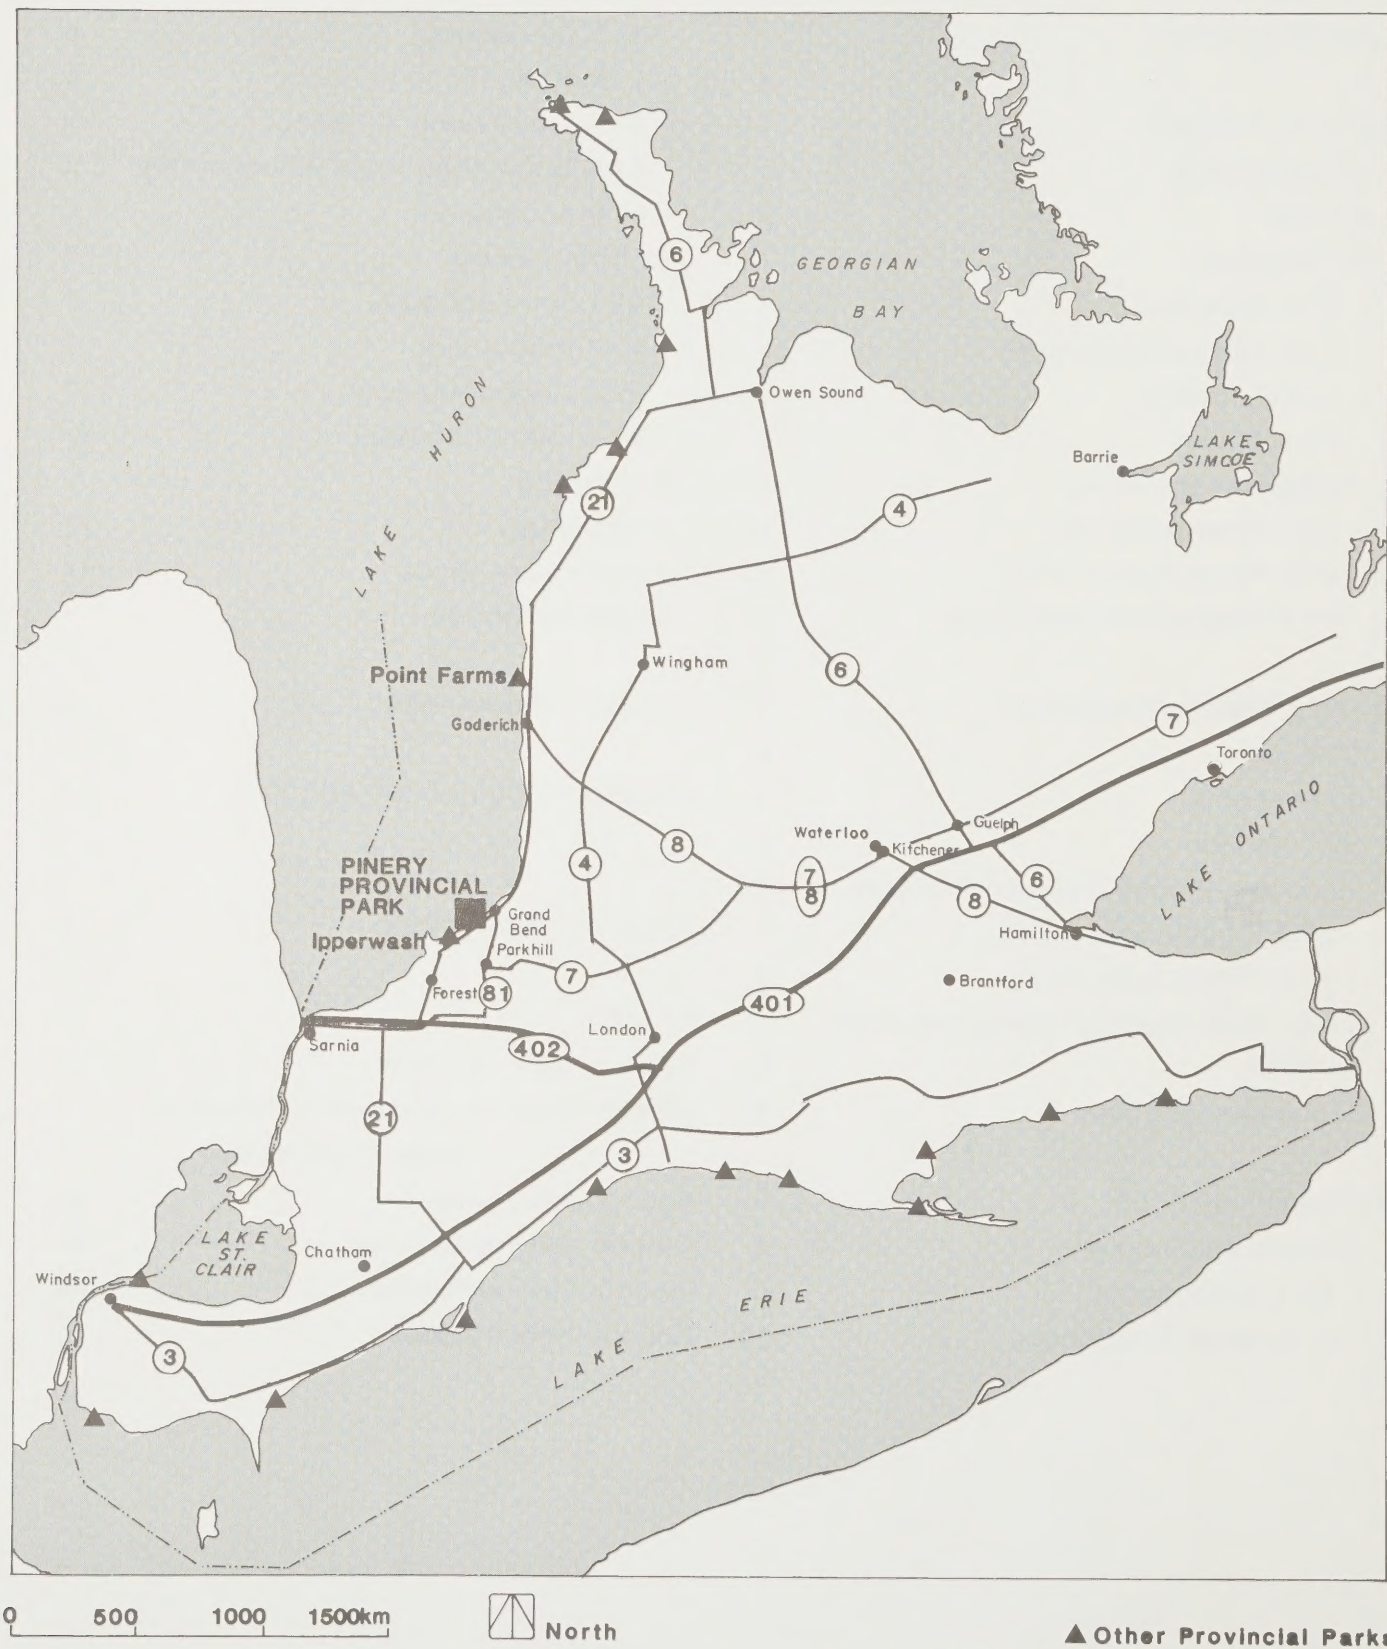 6
GEORGIAN
BAY
LAKE HURON
Owen Sound
Barrie
LAKE
SIMCOE
21
4
Wingham
Point Farms
6
Goderich
7
Toronto
LAKE ONTARIO
Guelph
Waterloo
Kitchener
8
4
7
8
6
8
PINERY
PROVINCIAL
PARK
Grand
Bend
Ipperwash
Parkhill
Hamilton
7
Forest
81
Brantford
401
London
402
Sarnia
21
3
LAKE
ST.
CLAIR
Chatham
Windsor
LAKE ERIE
3
0 500 1000 1500km
North
Other Provincial Parks